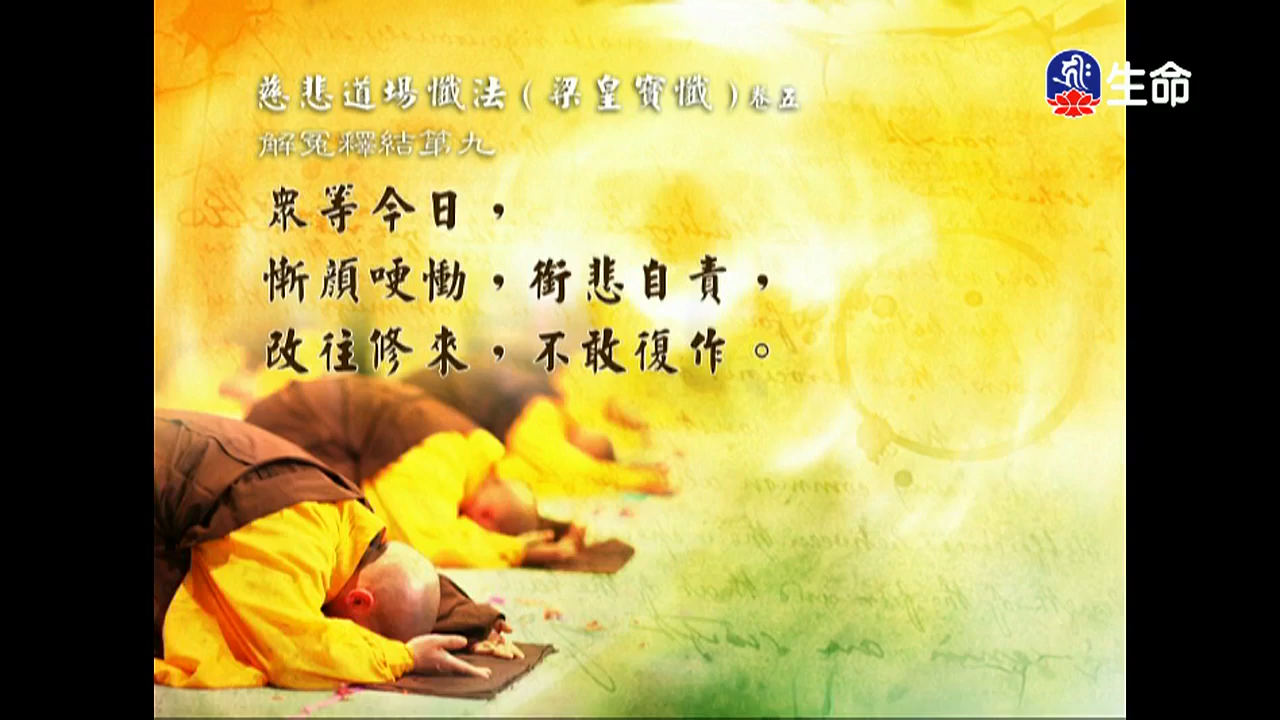 慈悲道場懺法(梁皇寶懺)卷五
解冤釋結第九
生命
眾等今日，
慚顏哽慟，銜悲自責，
改往修來，不敢復作。